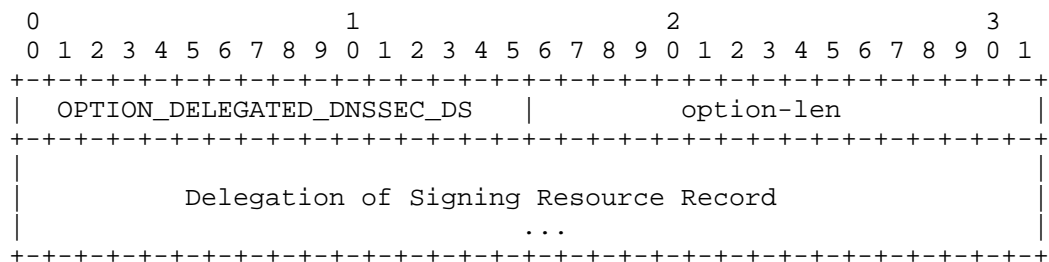 0                   1                   2                   3
 0 1 2 3 4 5 6 7 8 9 0 1 2 3 4 5 6 7 8 9 0 1 2 3 4 5 6 7 8 9 0 1
+-+-+-+-+-+-+-+-+-+-+-+-+-+-+-+-+-+-+-+-+-+-+-+-+-+-+-+-+-+-+-+-+
|  OPTION_DELEGATED_DNSSEC_DS   |         option-len            |
+-+-+-+-+-+-+-+-+-+-+-+-+-+-+-+-+-+-+-+-+-+-+-+-+-+-+-+-+-+-+-+-+
|                                                               |
|          Delegation of Signing Resource Record                |
|                               ...                             |
+-+-+-+-+-+-+-+-+-+-+-+-+-+-+-+-+-+-+-+-+-+-+-+-+-+-+-+-+-+-+-+-+